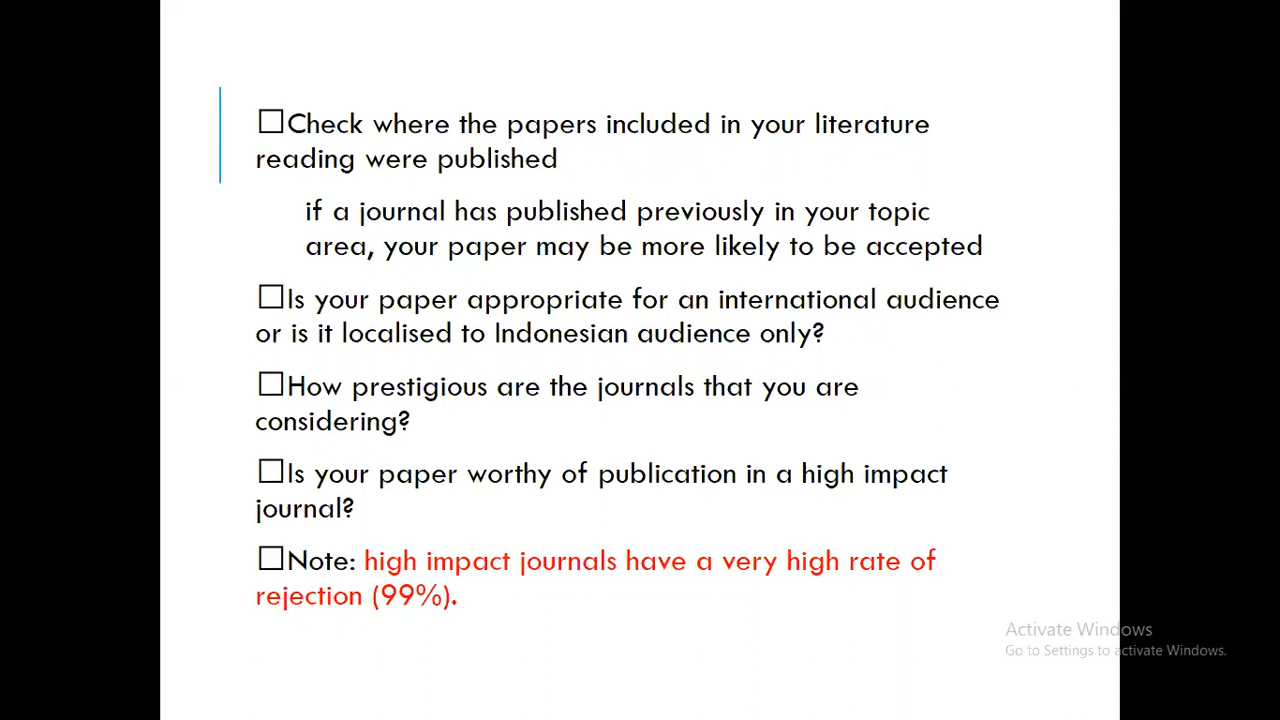 ☐Check where the papers included in your literature
reading were published
if a journal has published previously in your topic
area, your paper may be more likely to be accepted
☐Is your paper appropriate for an international audience
or is it localised to Indonesian audience only?
☐How prestigious are the journals that you are
considering?
☐Is your paper worthy of publication in a high impact
journal?
☐Note: high impact journals have a very high rate of
rejection (99%).
Activate Windows
Go to Settings to activate Windows.